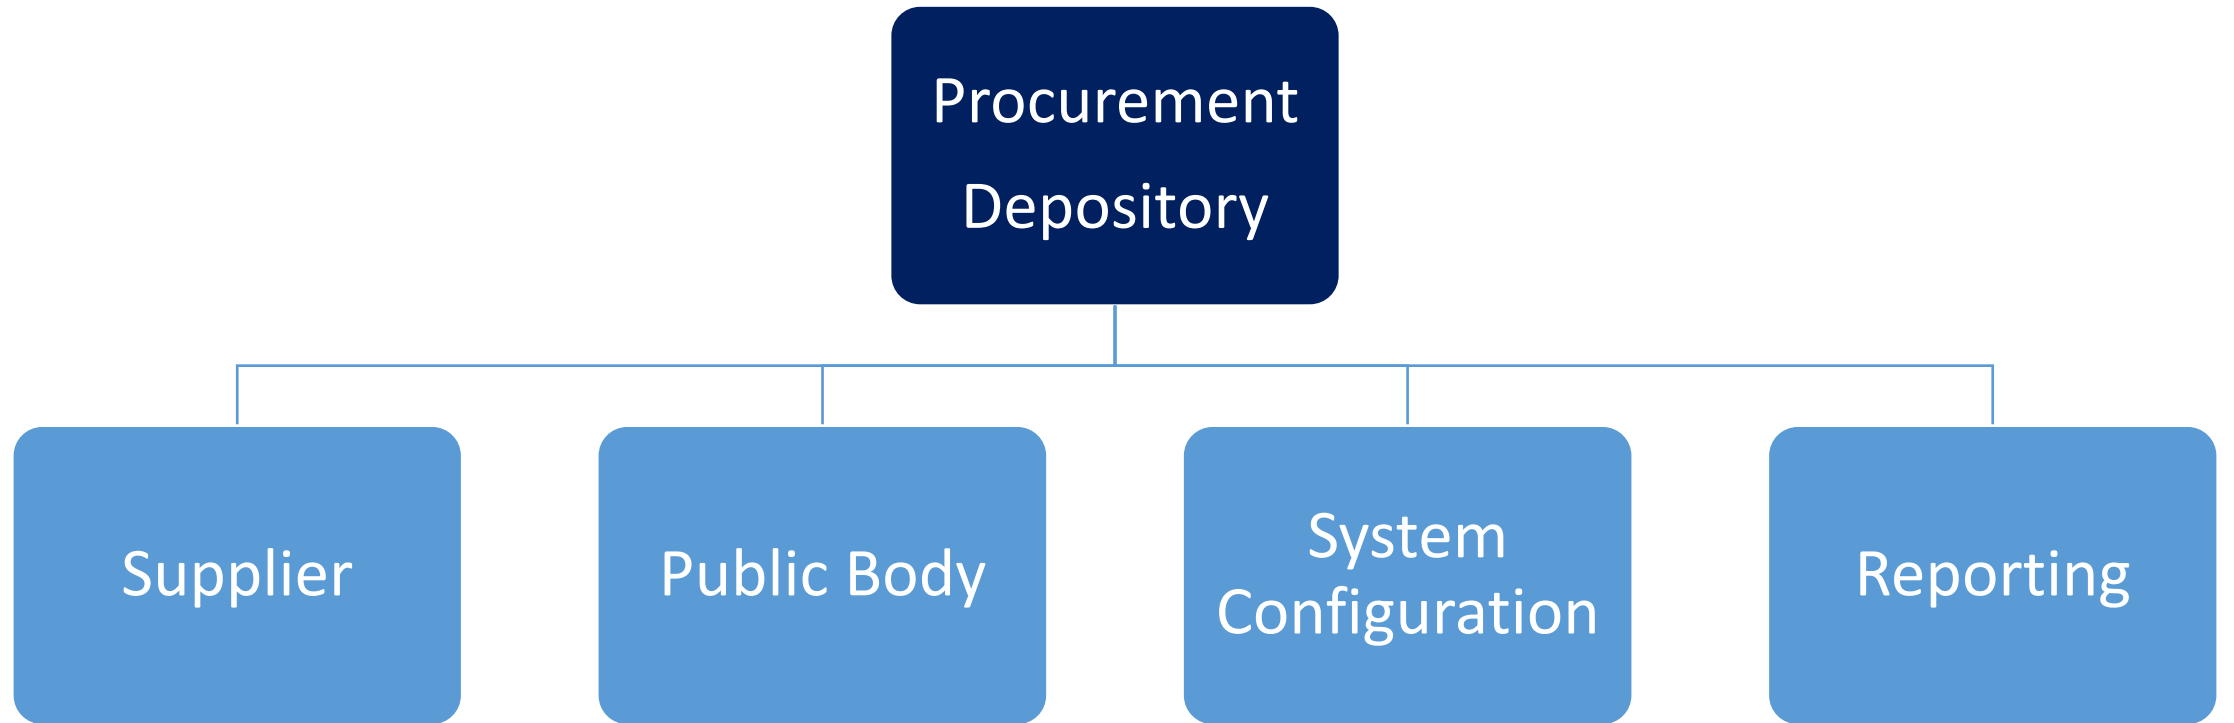 Procurement
Depository
Supplier
Public Body
System
Configuration
Reporting